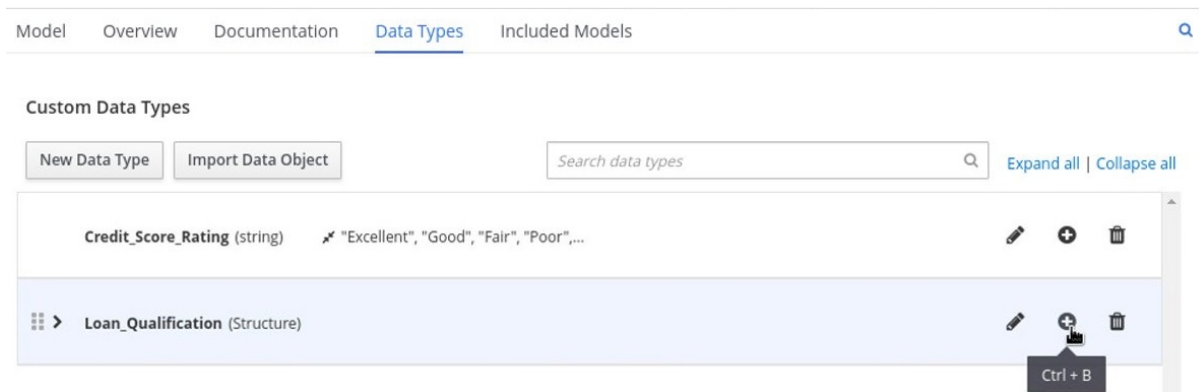 Model Overview Documentation Data Types Included Models
Custom Data Types
New Data Type Import Data Object Search data types Expand all | Collapse all
Credit_Score_Rating (string) "Excellent", "Good", "Fair", "Poor",...
Loan_Qualification (Structure)
Ctrl + B